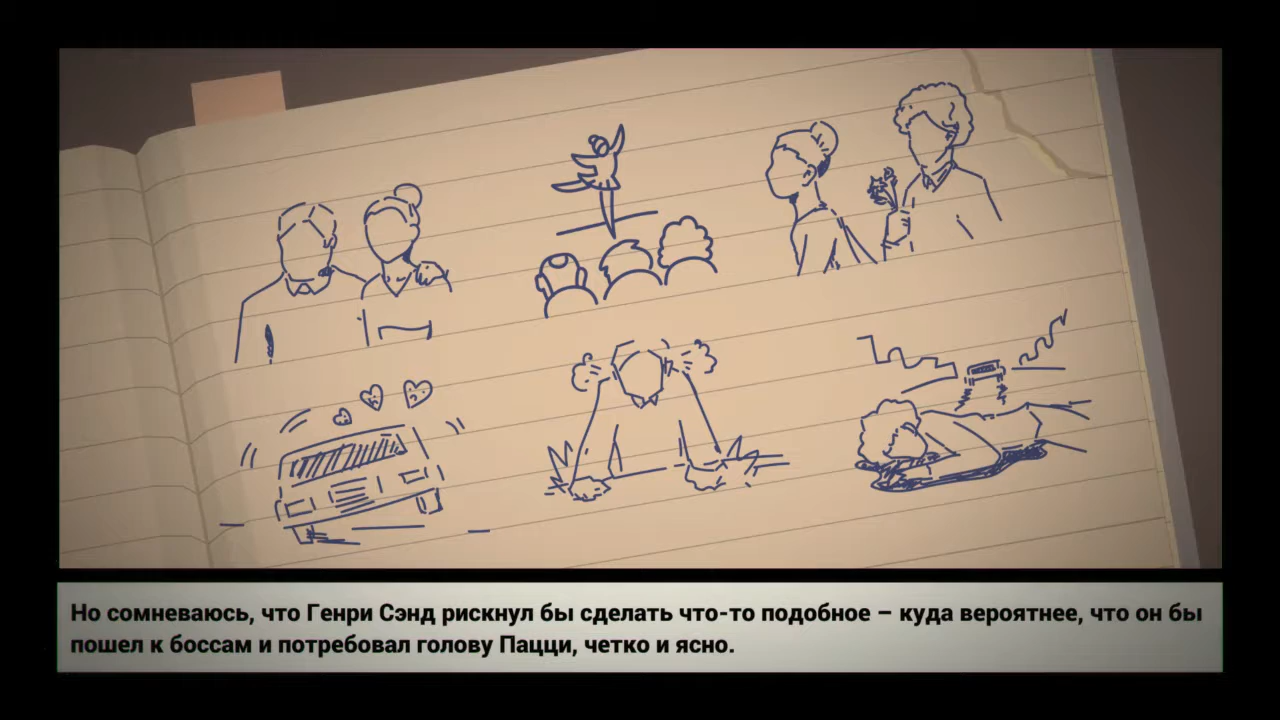 Но сомневаюсь, что Генри Сэнд рискнул бы сделать что-то подобное – куда вероятнее, что он бы
пошел к боссам и потребовал голову Пацци, четко и ясно.